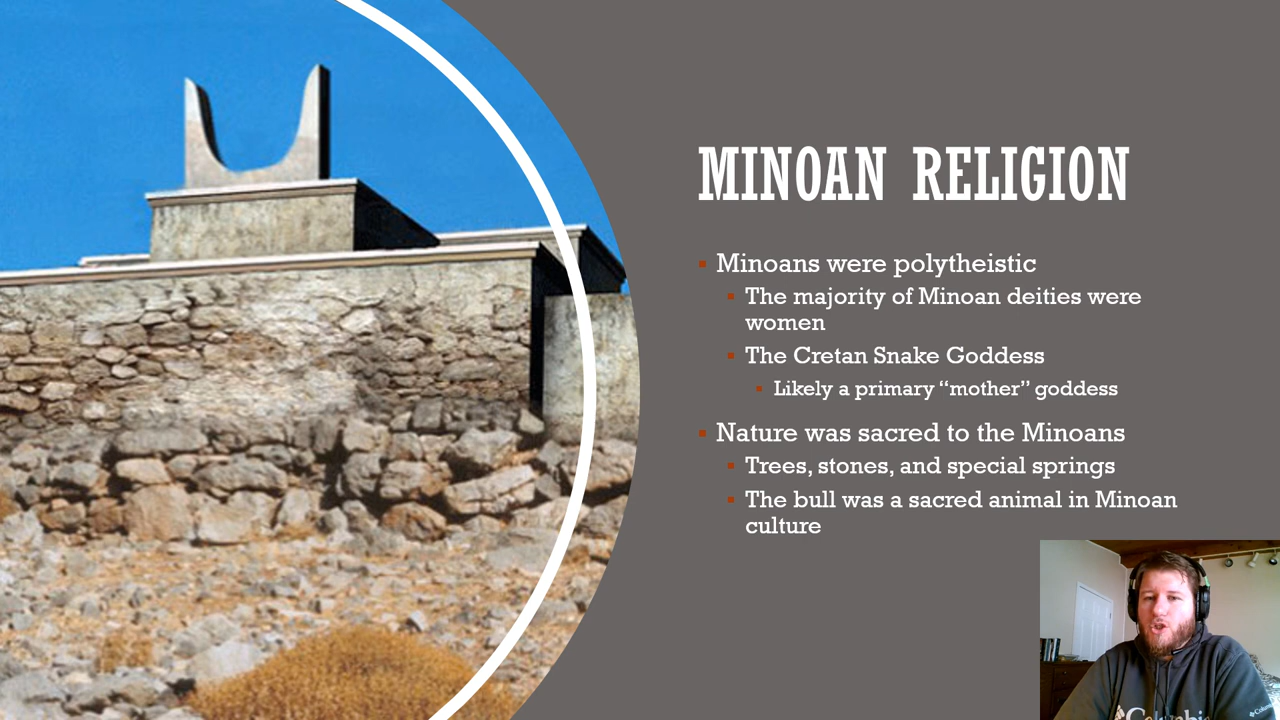 MINOAN RELIGION
Minoans were polytheistic
The majority of Minoan deities were
women
The Cretan Snake Goddess
Likely a primary “mother” goddess
Nature was sacred to the Minoans
Trees, stones, and special springs
The bull was a sacred animal in Minoan
culture
Columbia